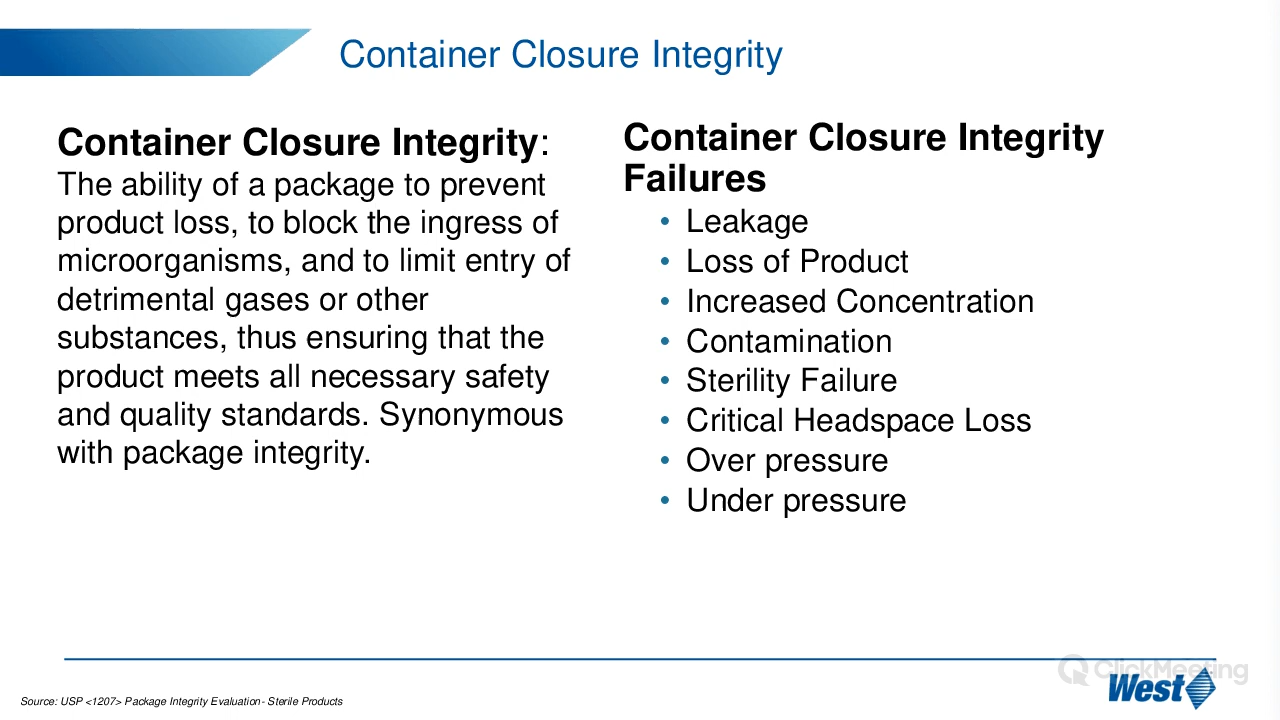 Container Closure Integrity
Container Closure Integrity:
The ability of a package to prevent
product loss, to block the ingress of
microorganisms, and to limit entry of
detrimental gases or other
substances, thus ensuring that the
product meets all necessary safety
and quality standards. Synonymous
with package integrity.
Container Closure Integrity
Failures
• Leakage
• Loss of Product
• Increased Concentration
• Contamination
• Sterility Failure
• Critical Headspace Loss
• Over pressure
• Under pressure
ClickMeeting
West
Source: USP <1207> Package Integrity Evaluation- Sterile Products